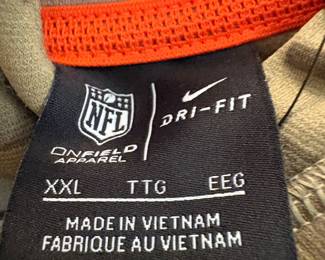 NFL
ONFIELD
APPAREL
DRI-FIT
XXL TTG EEG
MADE IN VIETNAM
FABRIQUE AU VIETNAM